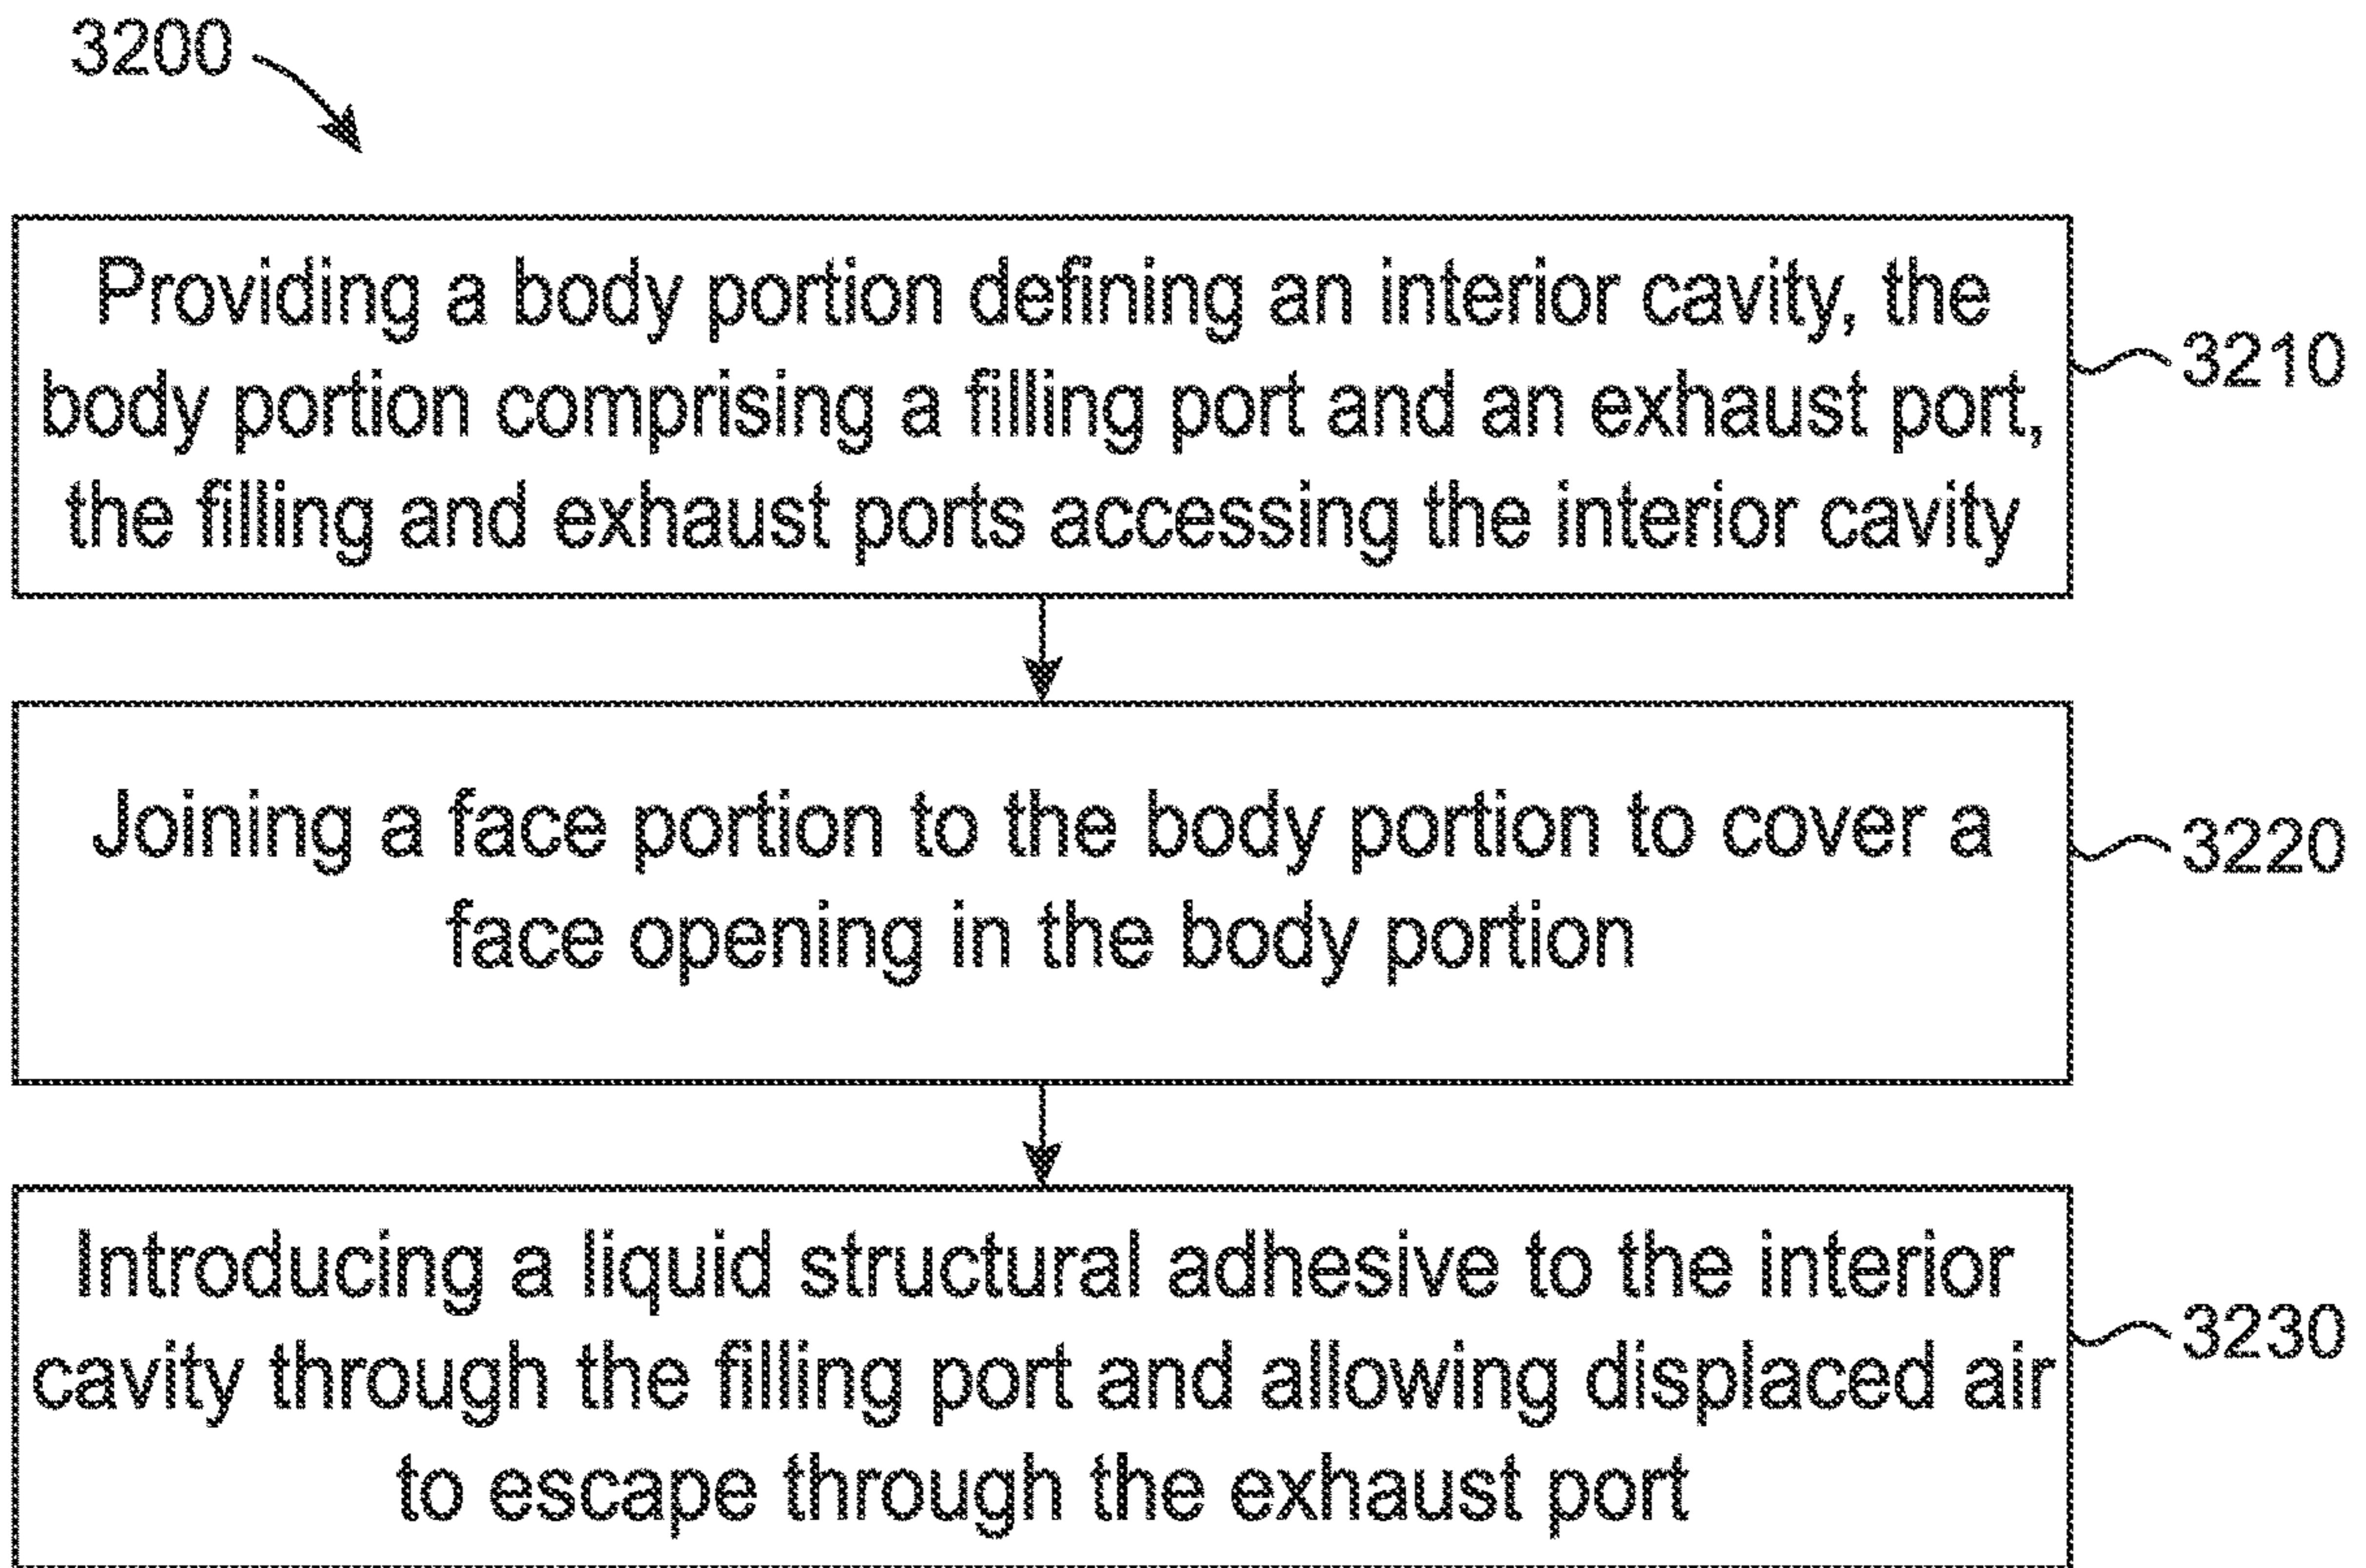 3200
Providing a body portion defining an interior cavity, the
body portion comprising a filling port and an exhaust port,
the filling and exhaust ports accessing the interior cavity
3210
Joining a face portion to the body portion to cover a
face opening in the body portion
3220
Introducing a liquid structural adhesive to the interior
cavity through the filling port and allowing displaced air
to escape through the exhaust port
3230